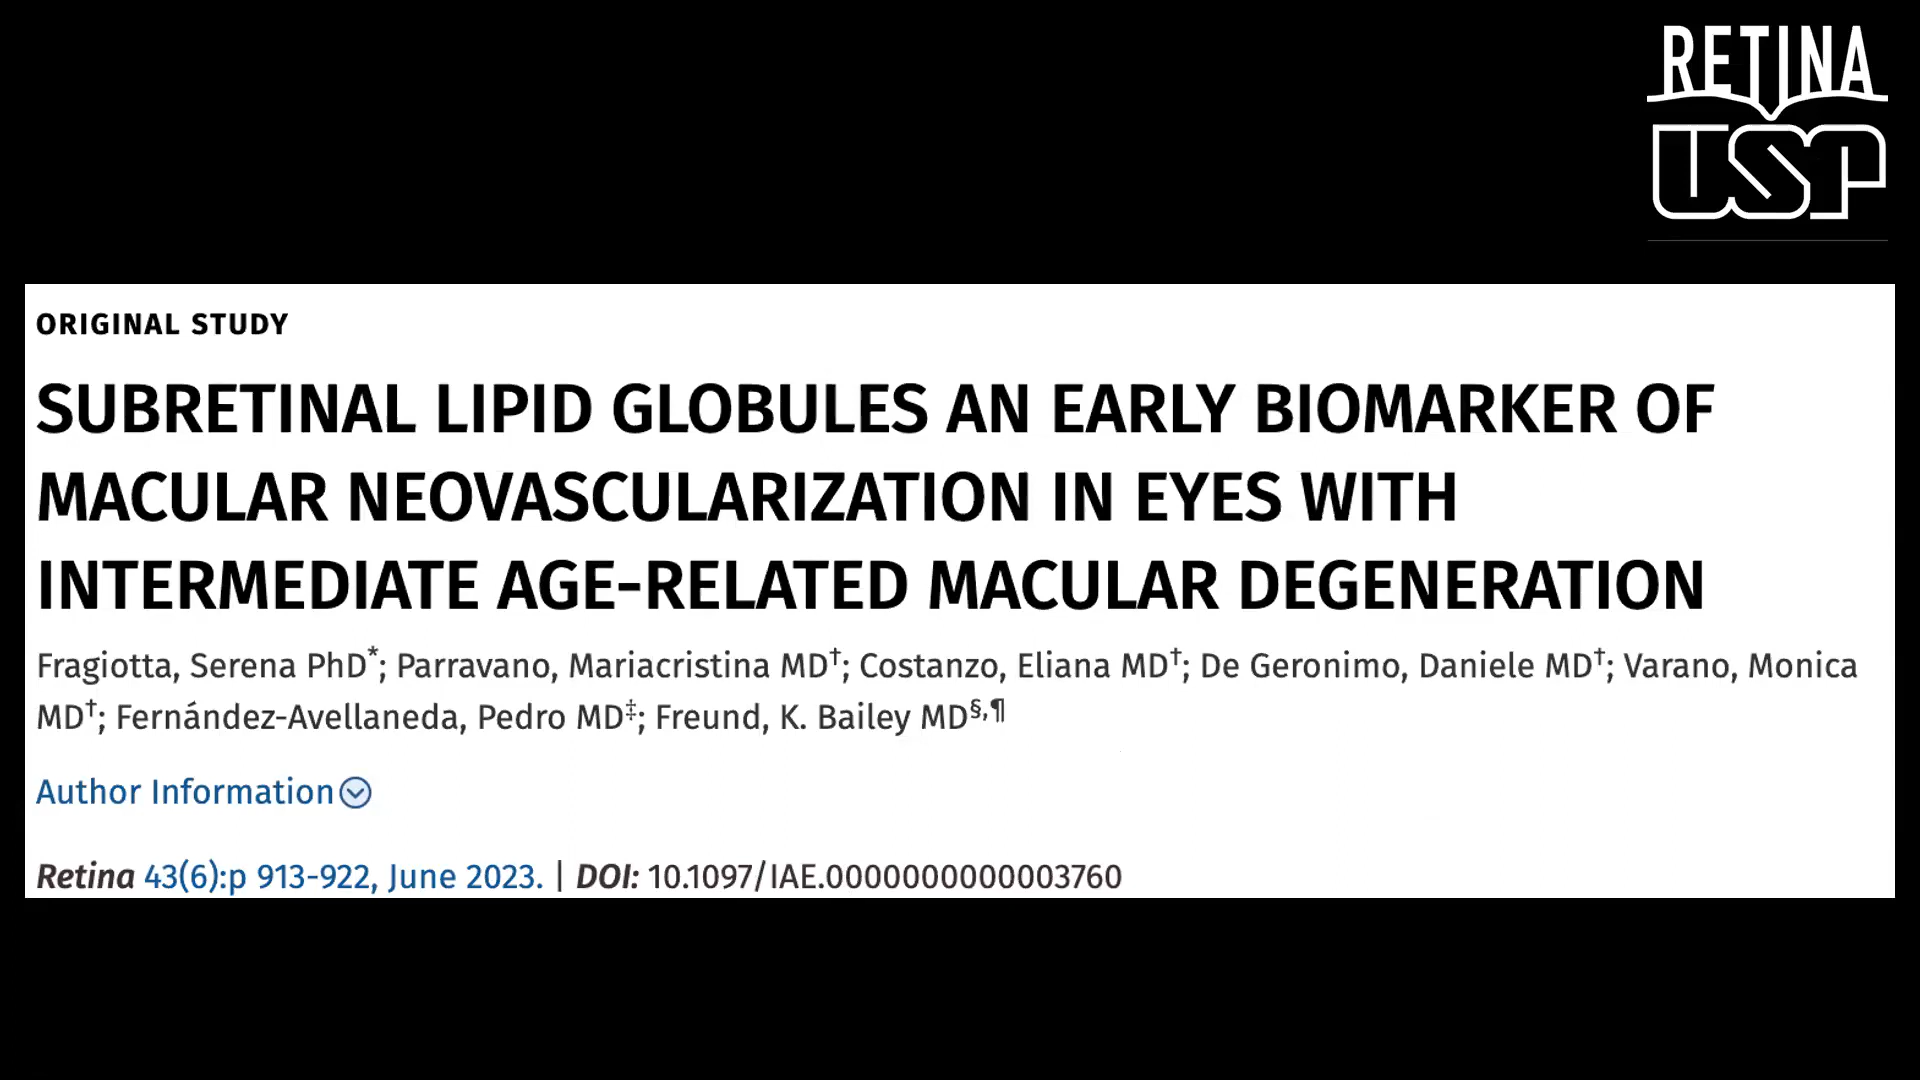 RETINA
USP
ORIGINAL STUDY
SUBRETINAL LIPID GLOBULES AN EARLY BIOMARKER OF
MACULAR NEOVASCULARIZATION IN EYES WITH
INTERMEDIATE AGE-RELATED MACULAR DEGENERATION
Fragiotta, Serena PhD*; Parravano, Mariacristina MD†; Costanzo, Eliana MD†; De Geronimo, Daniele MD†; Varano, Monica
MD†; Fernández-Avellaneda, Pedro MD‡; Freund, K. Bailey MD§,¶
Author Information
Retina 43(6):p 913-922, June 2023. | DOI: 10.1097/IAE.0000000000003760